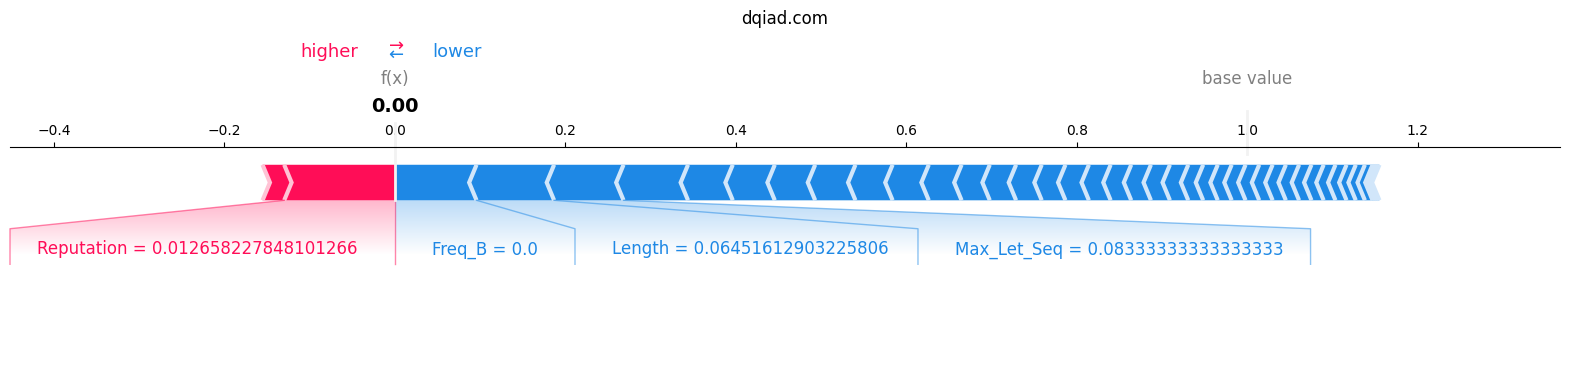 dqiad.com
higher → ← lower
f(x) base value
0.00
−0.4 −0.2 0.0 0.2 0.4 0.6 0.8 1.0 1.2
Reputation = 0.012658227848101266 Freq_B = 0.0 Length = 0.06451612903225806 Max_Let_Seq = 0.08333333333333333